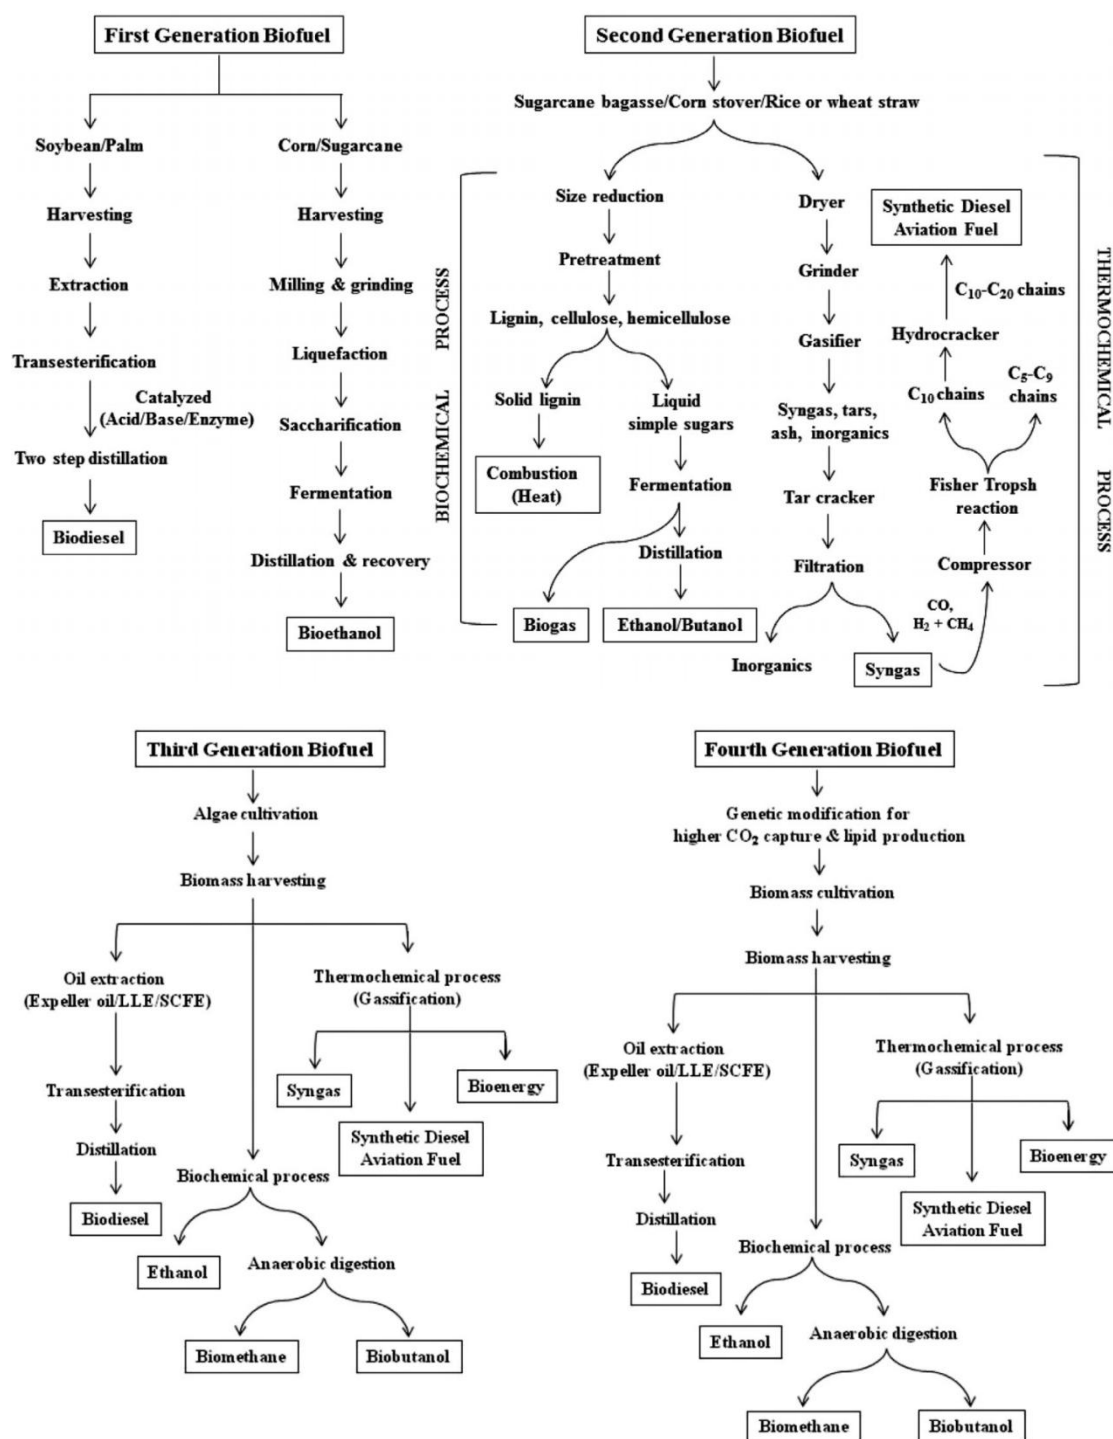 First Generation Biofuel
Soybean/Palm
Harvesting
Extraction
Transesterification
Catalyzed
(Acid/Base/Enzyme)
Two step distillation
Biodiesel
Corn/Sugarcane
Harvesting
Milling & grinding
Liquefaction
Saccharification
Fermentation
Distillation & recovery
Bioethanol
Second Generation Biofuel
Sugarcane bagasse/Corn stover/Rice or wheat straw
BIOCHEMICAL PROCESS
Size reduction
Pretreatment
Lignin, cellulose, hemicellulose
Solid lignin
Combustion
(Heat)
Liquid
simple sugars
Fermentation
Distillation
Biogas
Ethanol/Butanol
Dryer
Grinder
Gasifier
Syngas, tars,
ash, inorganics
Tar cracker
Filtration
Inorganics
Syngas
CO,
H₂ + CH₄
Compressor
Fisher Tropsh
reaction
C₁₀ chains
C₅-C₉
chains
Hydrocracker
C₁₀-C₂₀ chains
Synthetic Diesel
Aviation Fuel
THERMOCHEMICAL PROCESS
Third Generation Biofuel
Algae cultivation
Biomass harvesting
Oil extraction
(Expeller oil/LLE/SCFE)
Transesterification
Distillation
Biodiesel
Thermochemical process
(Gassification)
Syngas
Bioenergy
Synthetic Diesel
Aviation Fuel
Biochemical process
Ethanol
Anaerobic digestion
Biomethane
Biobutanol
Fourth Generation Biofuel
Genetic modification for
higher CO₂ capture & lipid production
Biomass cultivation
Biomass harvesting
Oil extraction
(Expeller oil/LLE/SCFE)
Transesterification
Distillation
Biodiesel
Thermochemical process
(Gassification)
Syngas
Bioenergy
Synthetic Diesel
Aviation Fuel
Biochemical process
Ethanol
Anaerobic digestion
Biomethane
Biobutanol